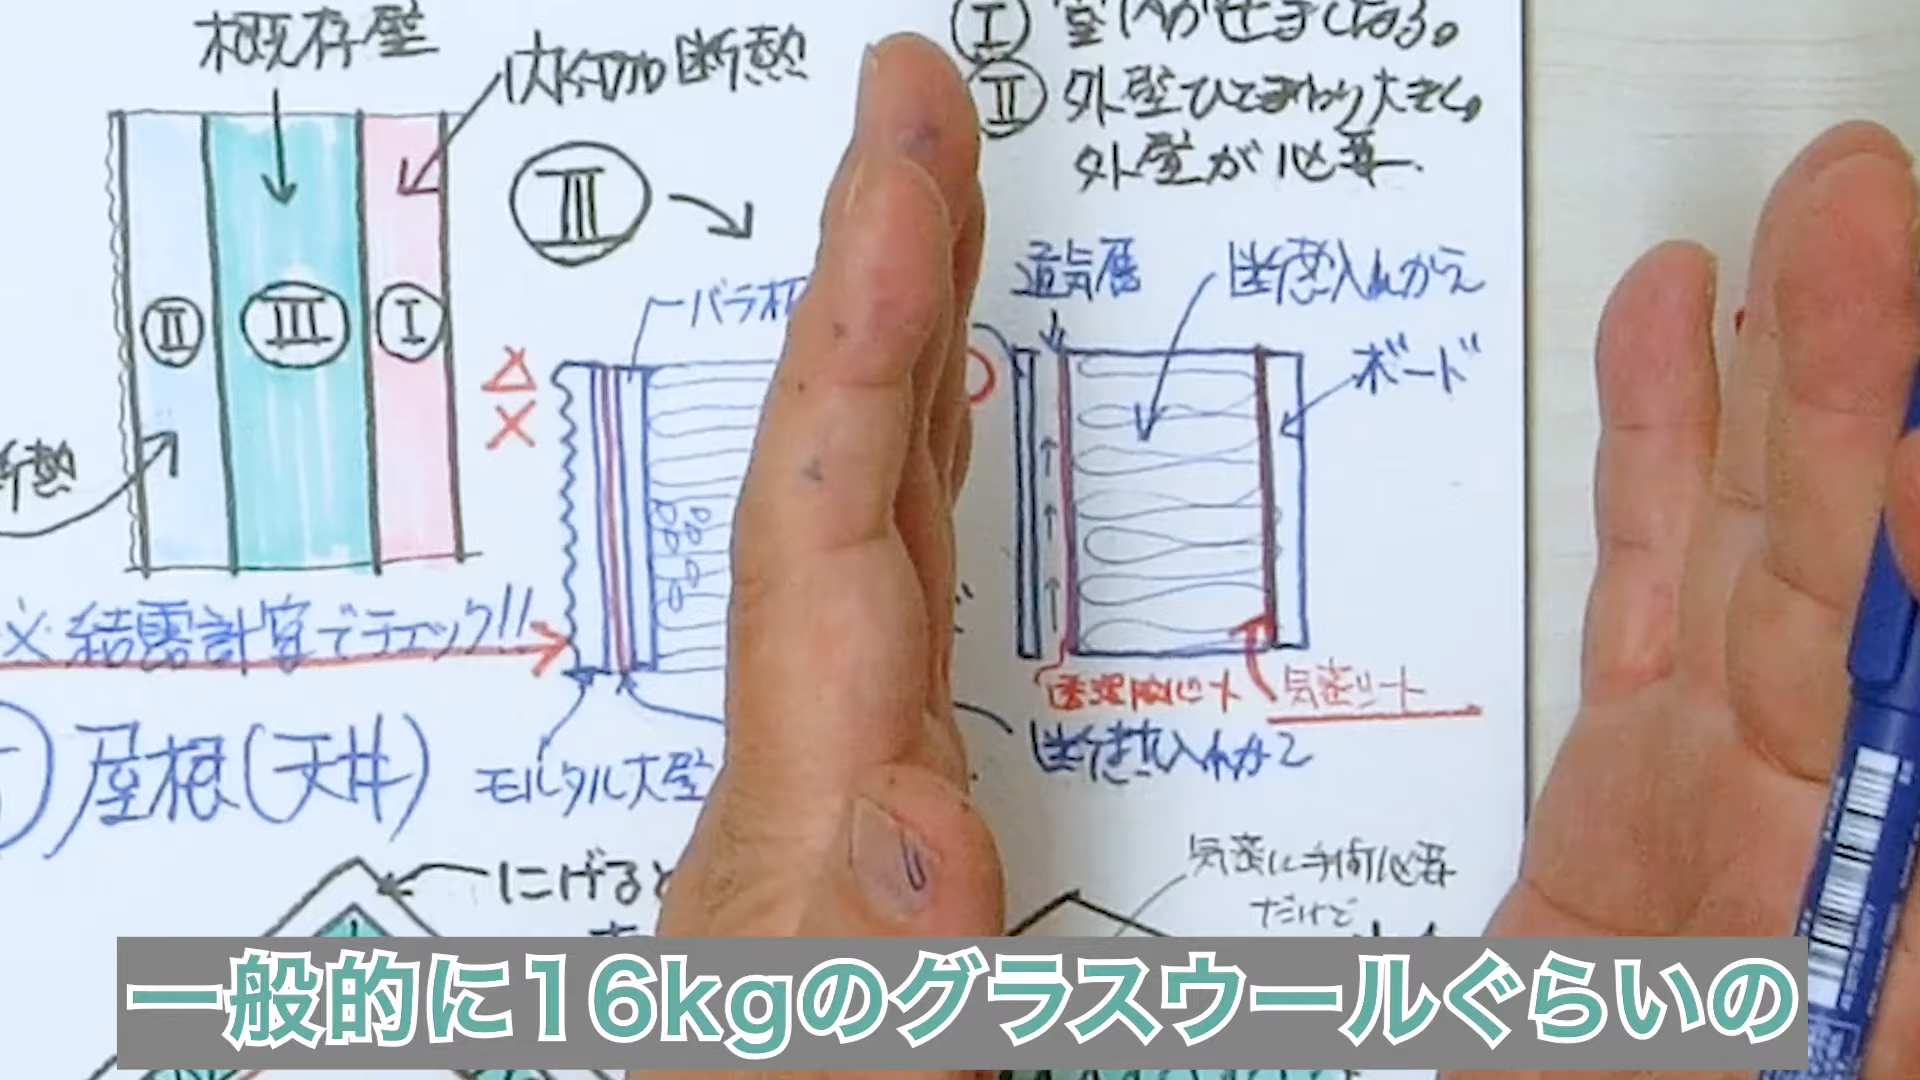 既存壁
内付加断熱
Ⅰ 室内が せまくなる。
Ⅱ 外壁ひとまわり大きく。
外壁が必要.
Ⅲ
バラ板
通気層
断熱入れかえ
ボード
Ⅱ Ⅲ Ⅰ
△
×
断熱
※結露計算でチェック!!
透湿防水シート
気密シート
断熱入れかえ
屋根(天井)
モルタル大壁
にげると
気密に手間必要
だけど
一般的に16kgのグラスウールぐらいの